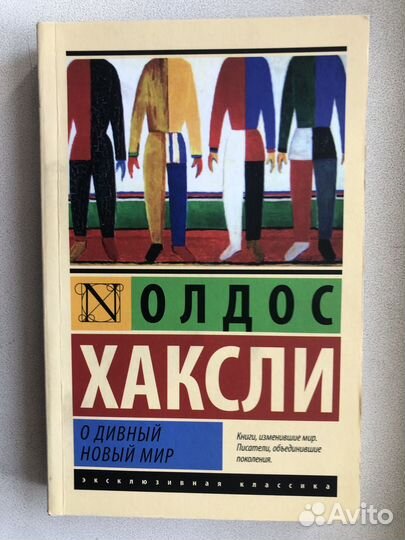 N ОЛДОС
ХАКСЛИ
О ДИВНЫЙ
НОВЫЙ МИР
Книги, изменившие мир.
Писатели, объединившие
поколения.
эксклюзивная классика
Avito